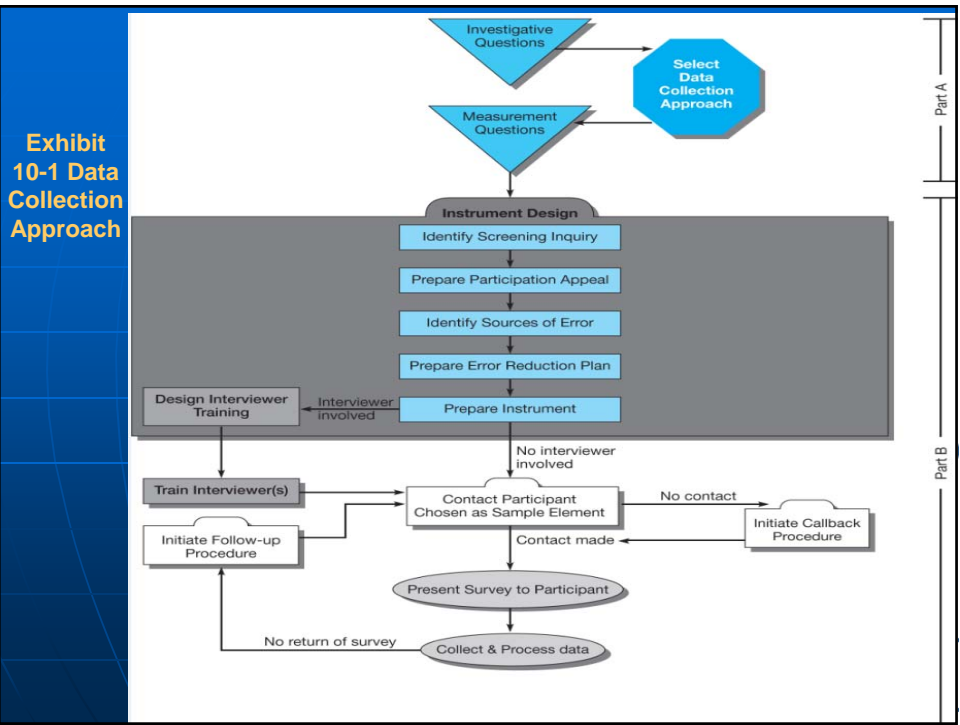 Exhibit
10-1 Data
Collection
Approach
Investigative
Questions
Select
Data
Collection
Approach
Measurement
Questions
Part A
Instrument Design
Identify Screening Inquiry
Prepare Participation Appeal
Identify Sources of Error
Prepare Error Reduction Plan
Prepare Instrument
Interviewer
involved
Design Interviewer
Training
No interviewer
involved
Part B
Train Interviewer(s)
Contact Participant
Chosen as Sample Element
No contact
Initiate Callback
Procedure
Contact made
Initiate Follow-up
Procedure
Present Survey to Participant
No return of survey
Collect & Process data